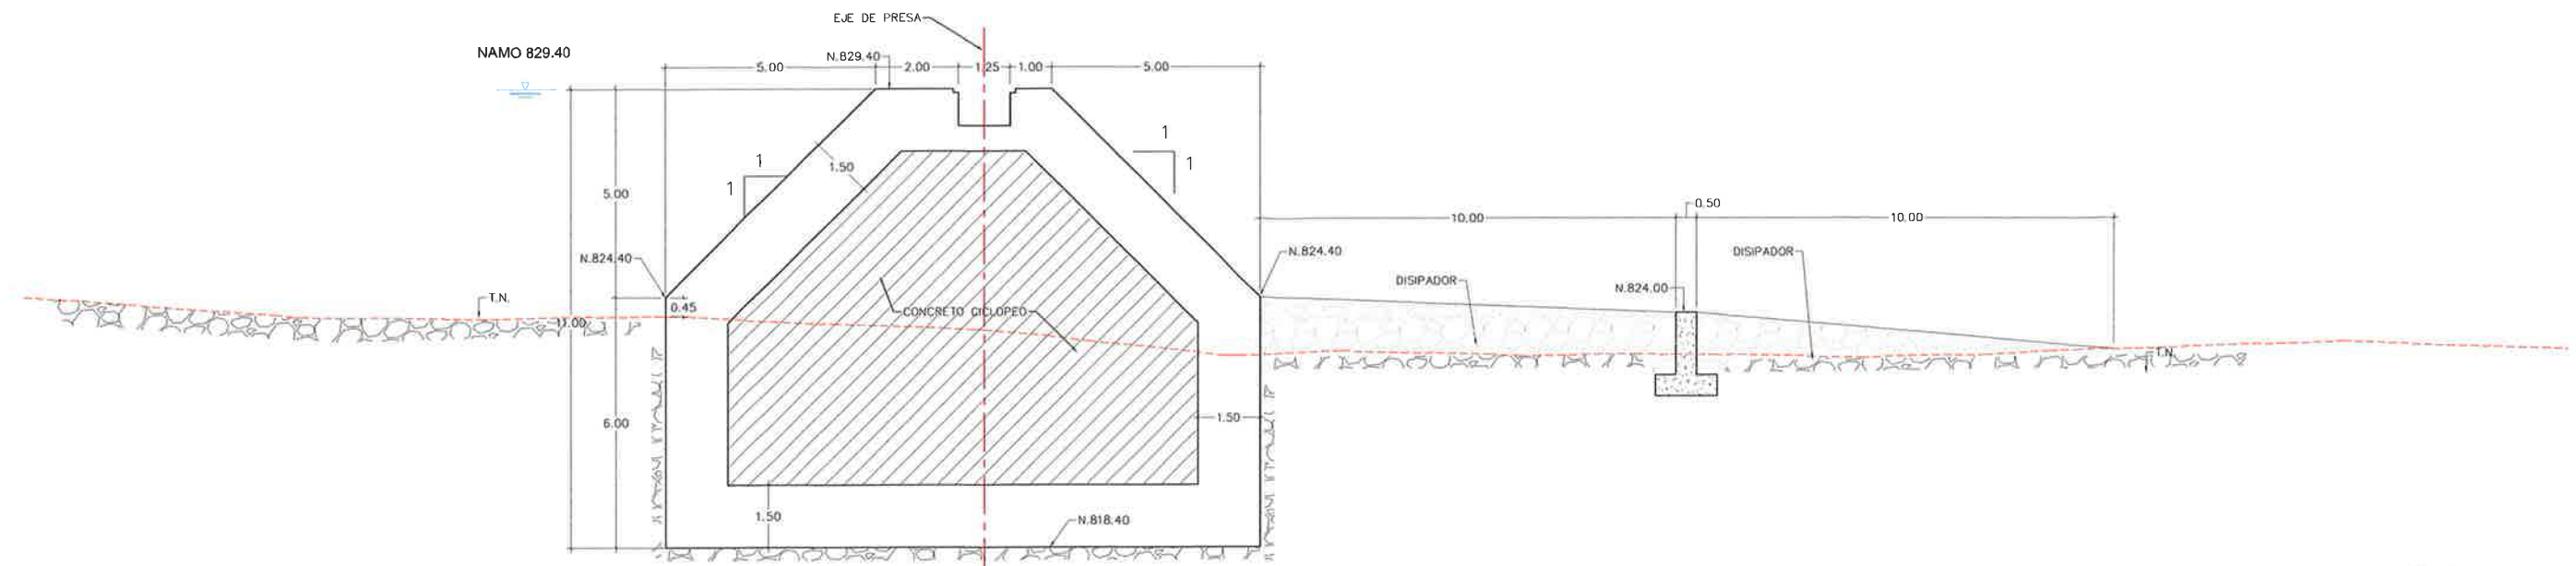 EJE DE PRESA
NAMO 829.40
N.829.40
5.00
2.00
1.25
1.00
5.00
1
1
1.50
1
1
5.00
0.50
10.00
10.00
N.824.40
N.824.40
DISIPADOR
DISIPADOR
N.824.00
T.N.
0.45
11.00
CONCRETO CICLOPEO
T.N.
6.00
1.50
1.50
N.818.40